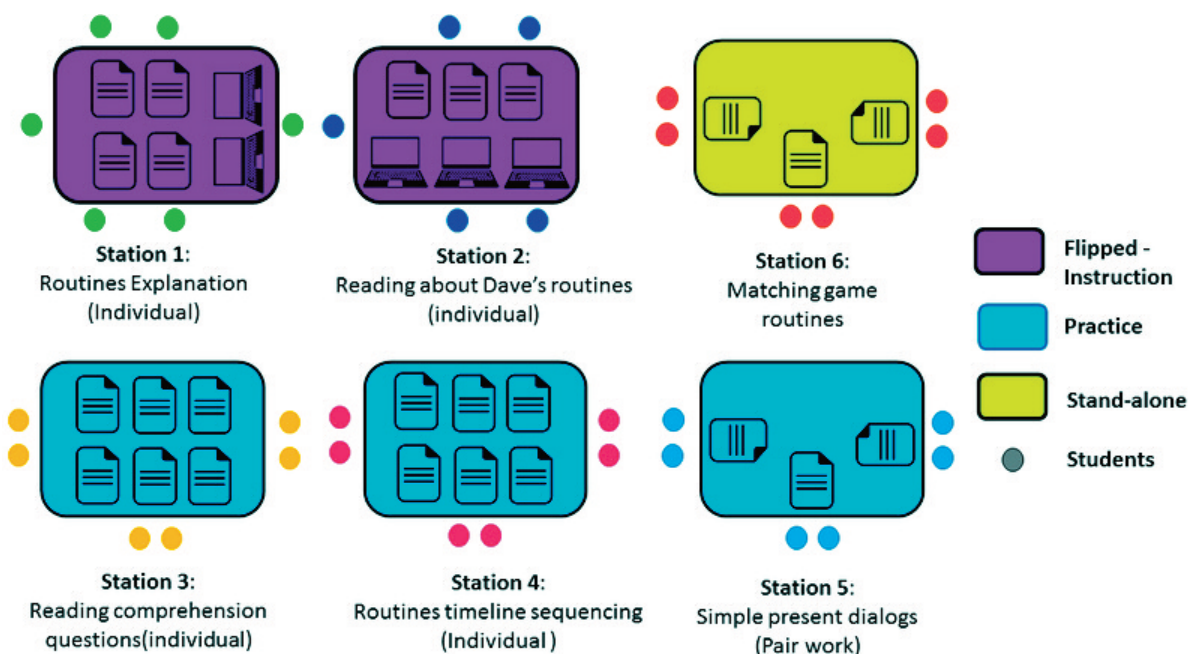 Station 1:
Routines Explanation
(Individual)
Station 2:
Reading about Dave's routines
(individual)
Station 6:
Matching game
routines
Flipped -
Instruction
Practice
Stand-alone
Students
Station 3:
Reading comprehension
questions(individual)
Station 4:
Routines timeline sequencing
(Individual )
Station 5:
Simple present dialogs
(Pair work)